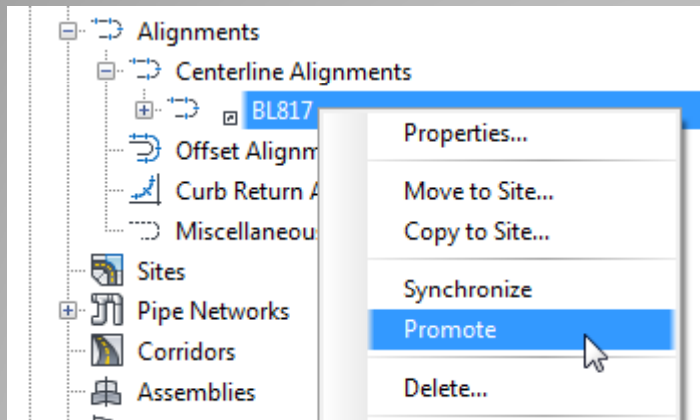 Alignments
Centerline Alignments
BL817
Properties...
Offset Alignm
Move to Site...
Curb Return A
Copy to Site...
Miscellaneou
Sites
Synchronize
Pipe Networks
Promote
Corridors
Assemblies
Delete...